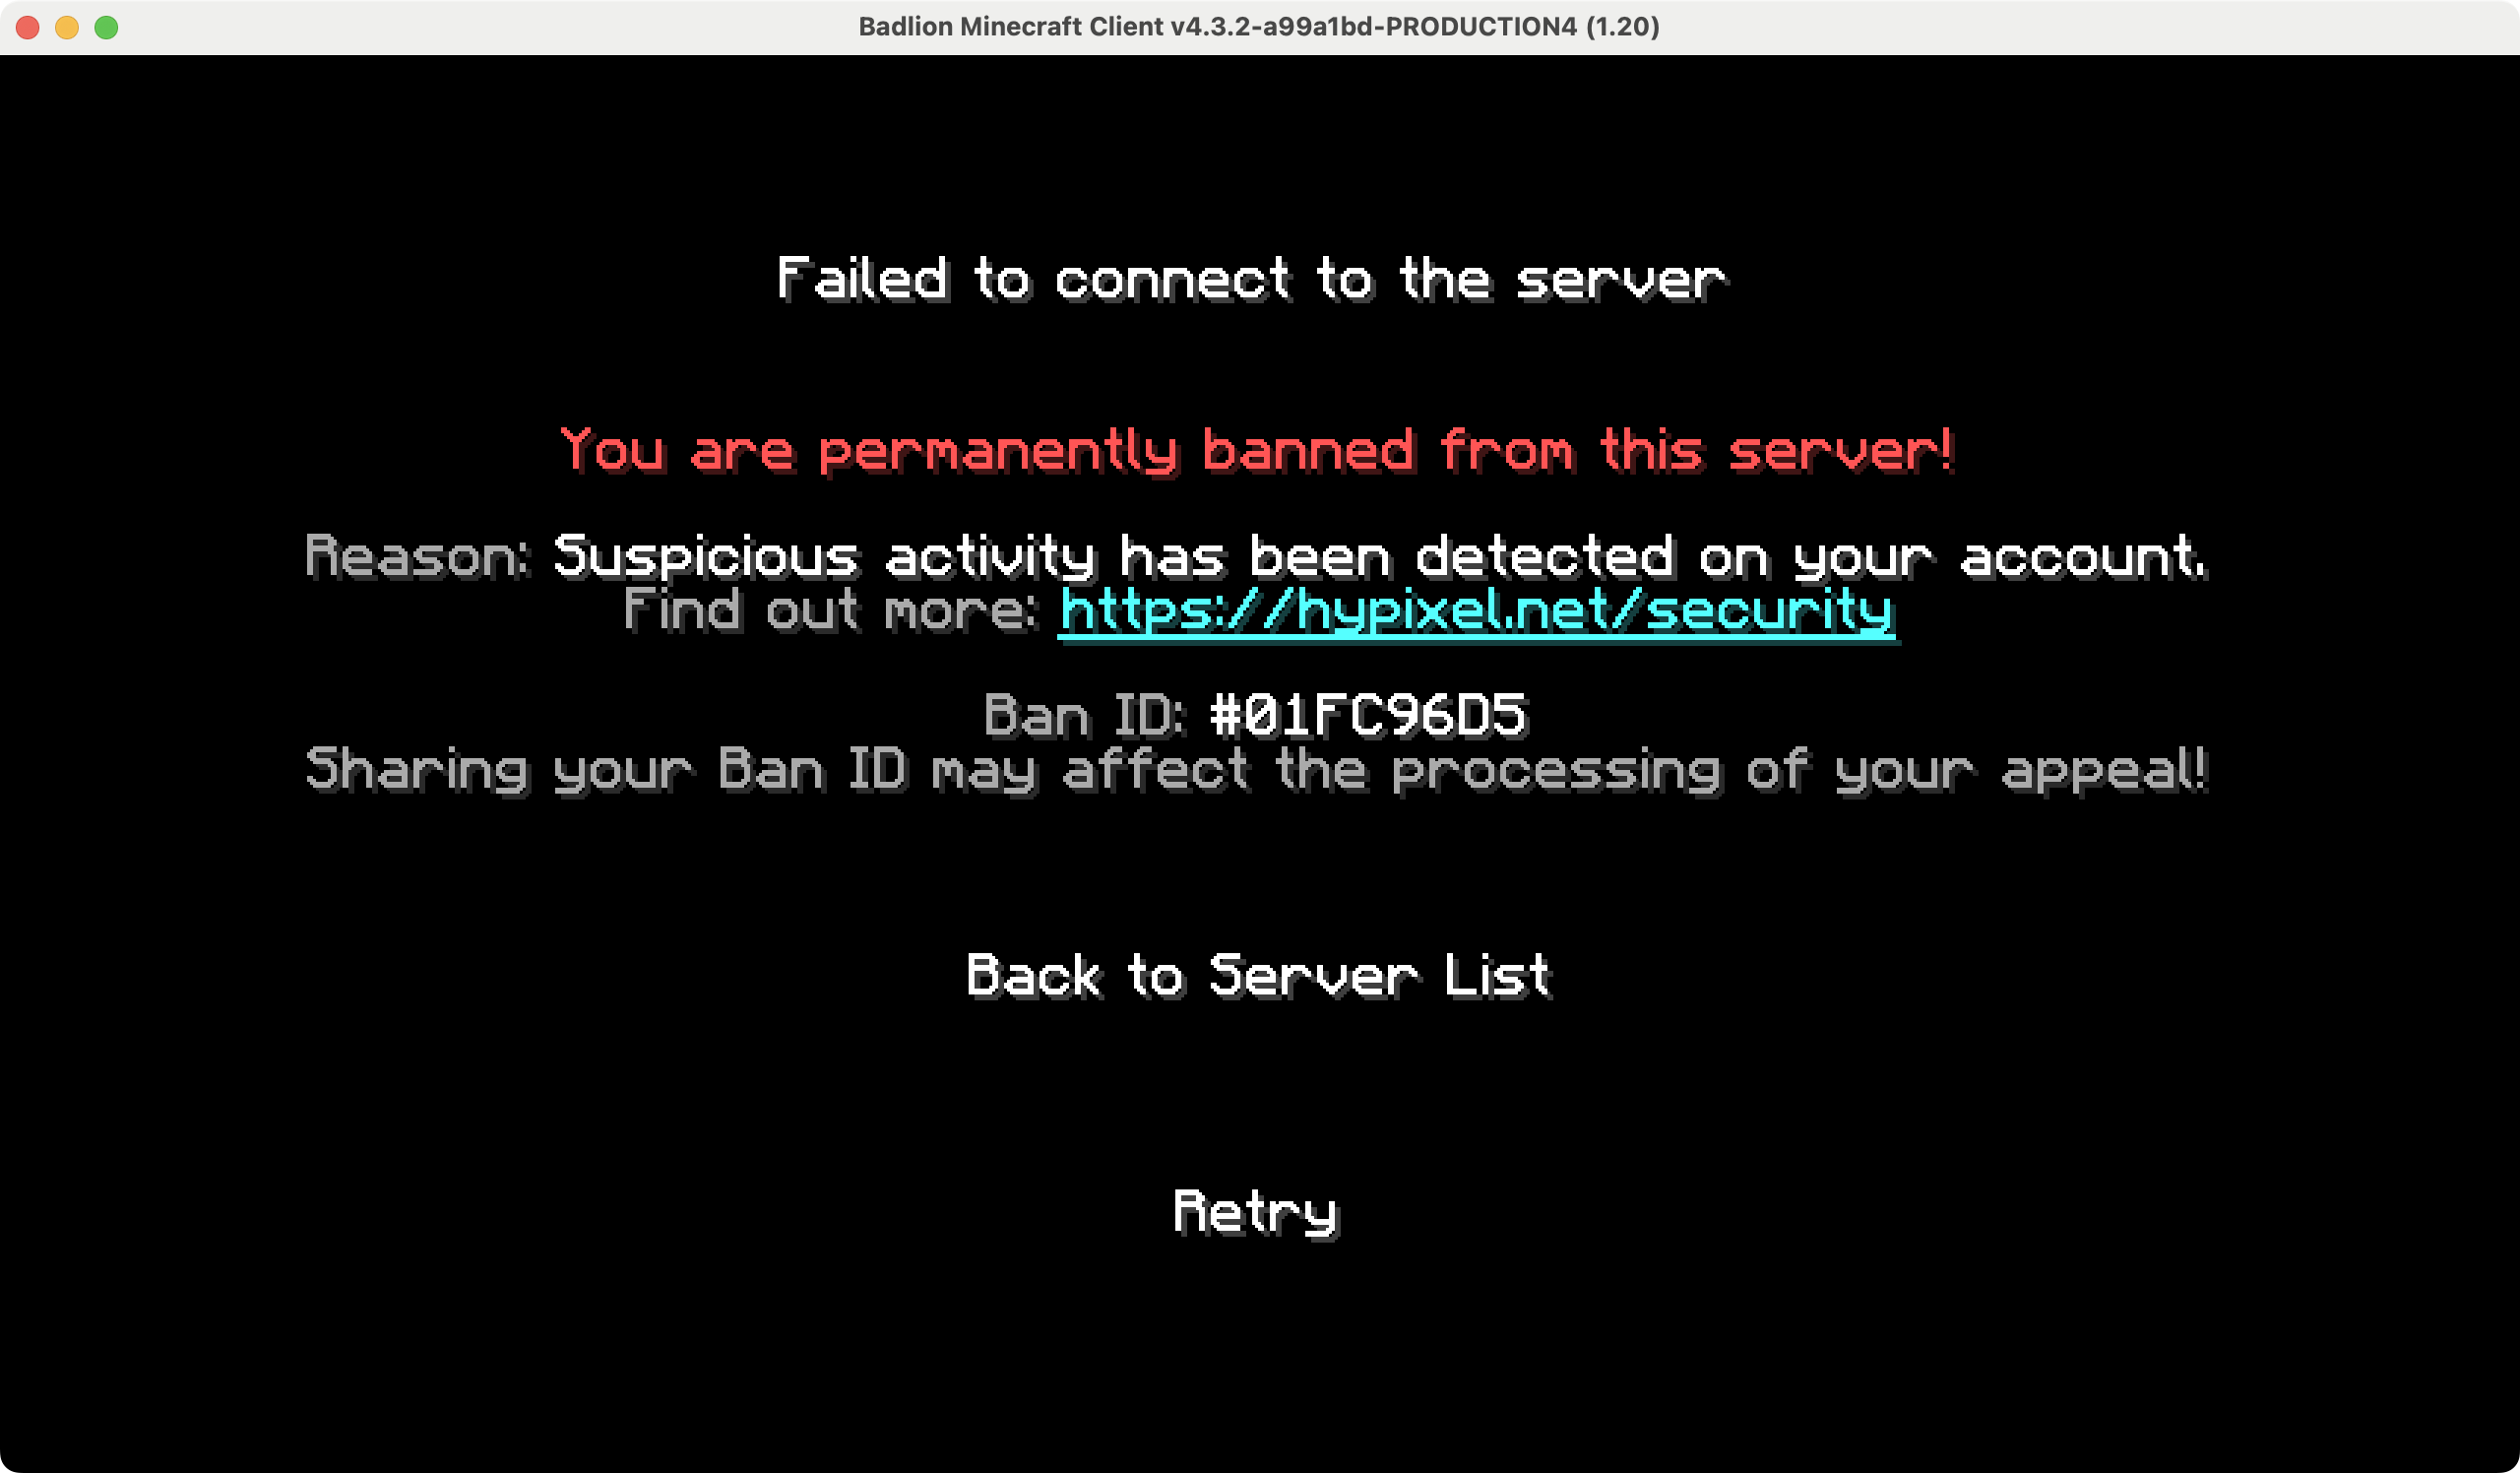 Badlion Minecraft Client v4.3.2-a99a1bd-PRODUCTION4 (1.20)
Failed to connect to the server
You are permanently banned from this server!
Reason: Suspicious activity has been detected on your account.
Find out more: https://hypixel.net/security
Ban ID: #01FC96D5
Sharing your Ban ID may affect the processing of your appeal!
Back to Server List
Retry